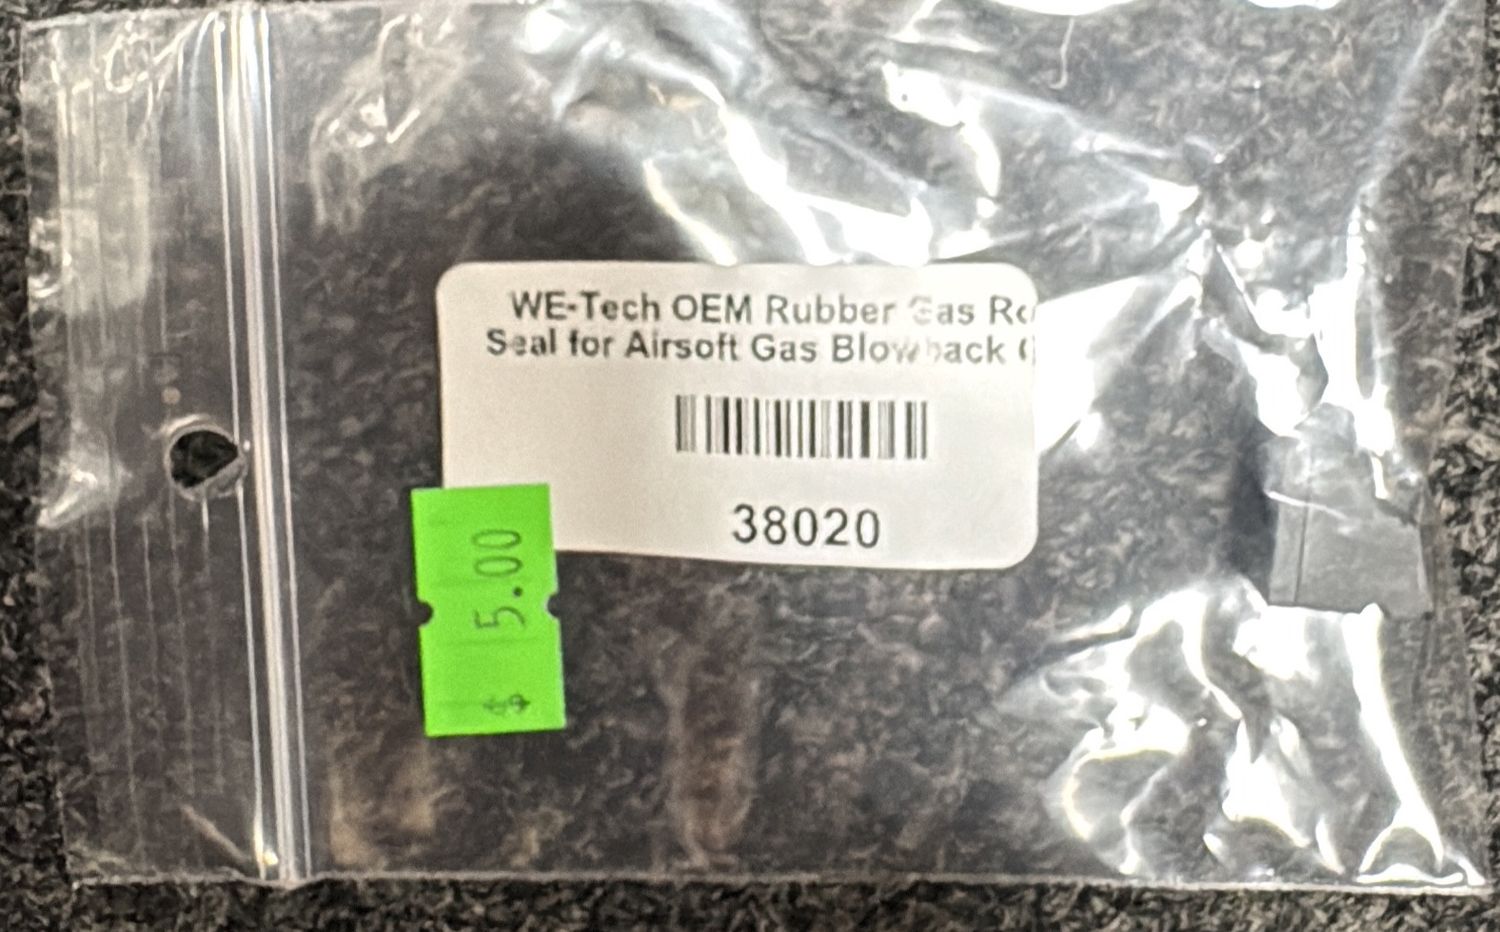 WE-Tech OEM Rubber Gas
Seal for Airsoft Gas Blowback
38020
$ 5.00